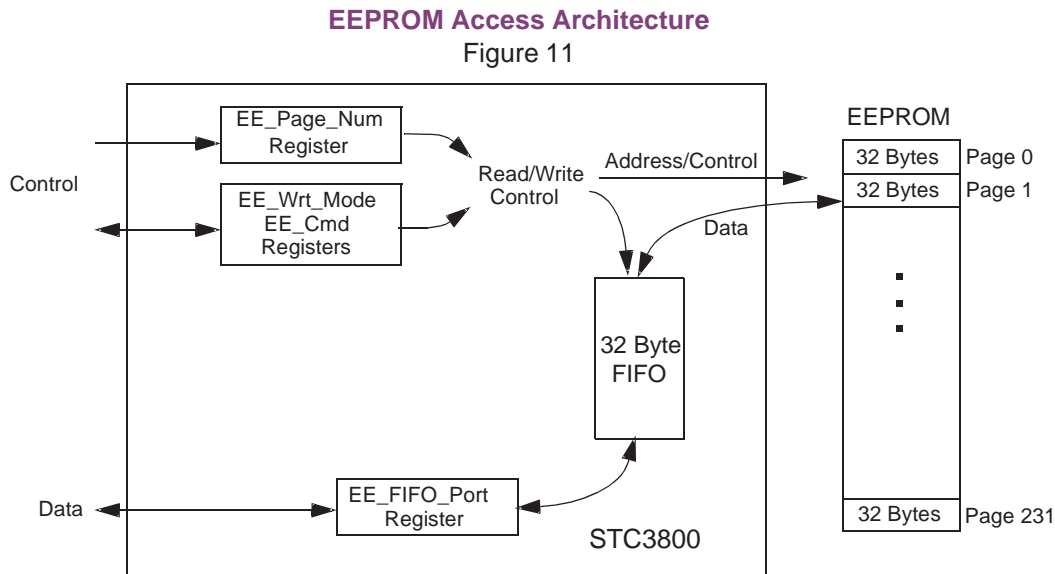 EEPROM Access Architecture
Figure 11
EE_Page_Num
Register
Control
EE_Wrt_Mode
EE_Cmd
Registers
Read/Write
Control
Address/Control
Data
EEPROM
32 Bytes Page 0
32 Bytes Page 1
32 Byte
FIFO
Data
EE_FIFO_Port
Register
STC3800
32 Bytes Page 231